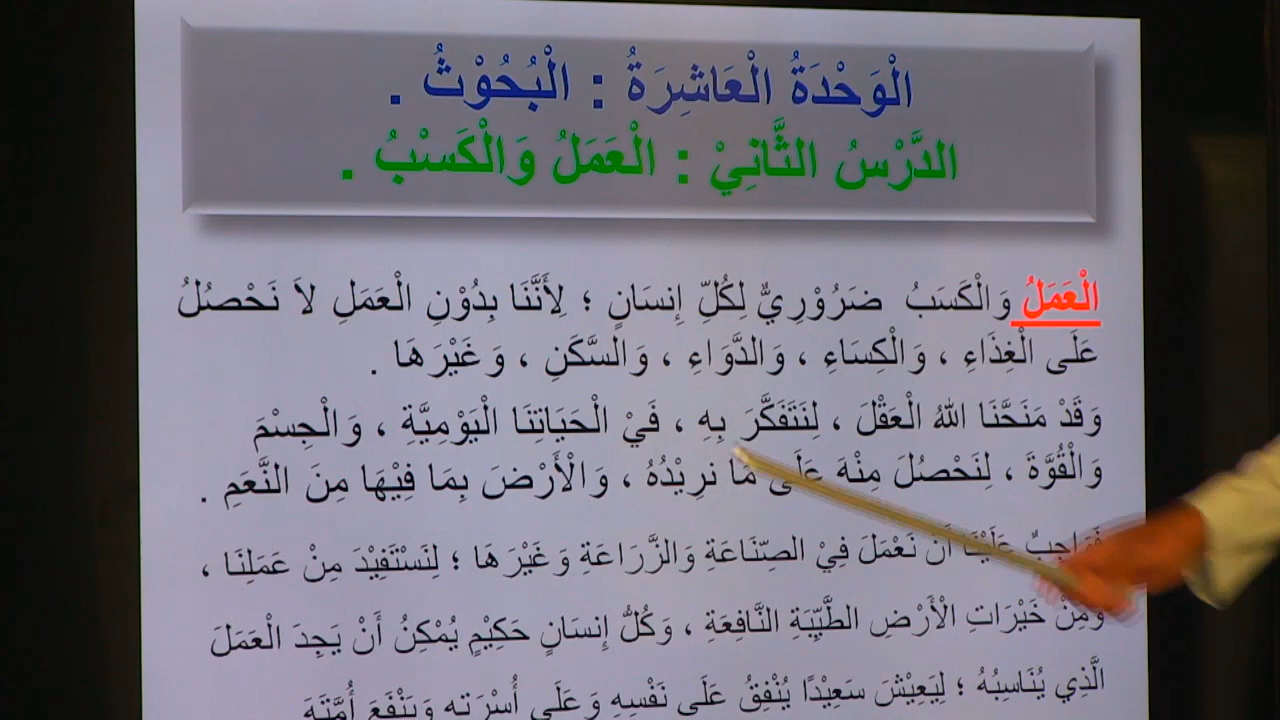 الْوَحْدَةُ الْعَاشِرَةُ : الْبُحُوْثُ .
الدَّرْسُ الثَّانِيْ : الْعَمَلُ وَالْكَسْبُ .
الْعَمَلُ وَالْكَسَبُ ضَرُوْرِيٌّ لِكُلِّ إِنسَانٍ ؛ لِأَنَّنَا بِدُوْنِ الْعَمَلِ لاَ نَحْصُلُ
عَلَى الْغِذَاءِ ، وَالْكِسَاءِ ، وَالدَّوَاءِ ، وَالسَّكَنِ ، وَغَيْرَهَا .
وَقَدْ مَنَحَّنَا اللهُ الْعَقْلَ ، لِنَتَفَكَّرَ بِهِ ، فَيْ الْحَيَاتِنَا الْيَوْمِيَّةِ ، وَالْجِسْمَ
وَالْقُوَّةَ ، لِنَحْصُلَ مِنْهَ عَلَى مَا نرِيْدُهُ ، وَالْأَرْضَ بِمَا فِيْهَا مِنَ النَّعَمِ .
فَوَاجِبٌ عَلَيْنَا أَن نَعْمَلَ فِيْ الصِّنَاعَةِ وَالزَّرَاعَةِ وَغَيْرَهَا ؛ لِنَسْتَفِيْدَ مِنْ عَمَلِنَا ،
وَمِنْ خَيْرَاتِ الْأَرْضِ الطَّيِّبَةِ النَّافِعَةِ ، وَكُلُّ إِنسَانٍ حَكِيْمٍ يُمْكِنُ أَنْ يَجِدَ الْعَمَلَ
الَّذِي يُنَاسِبُهُ ؛ لِيَعِيْشَ سَعِيْدًا يُنْفِقُ عَلَى نَفْسِهِ وَعَلَى أُسْرَتِه وَيَنْفَعَ أُمَّتَهَ